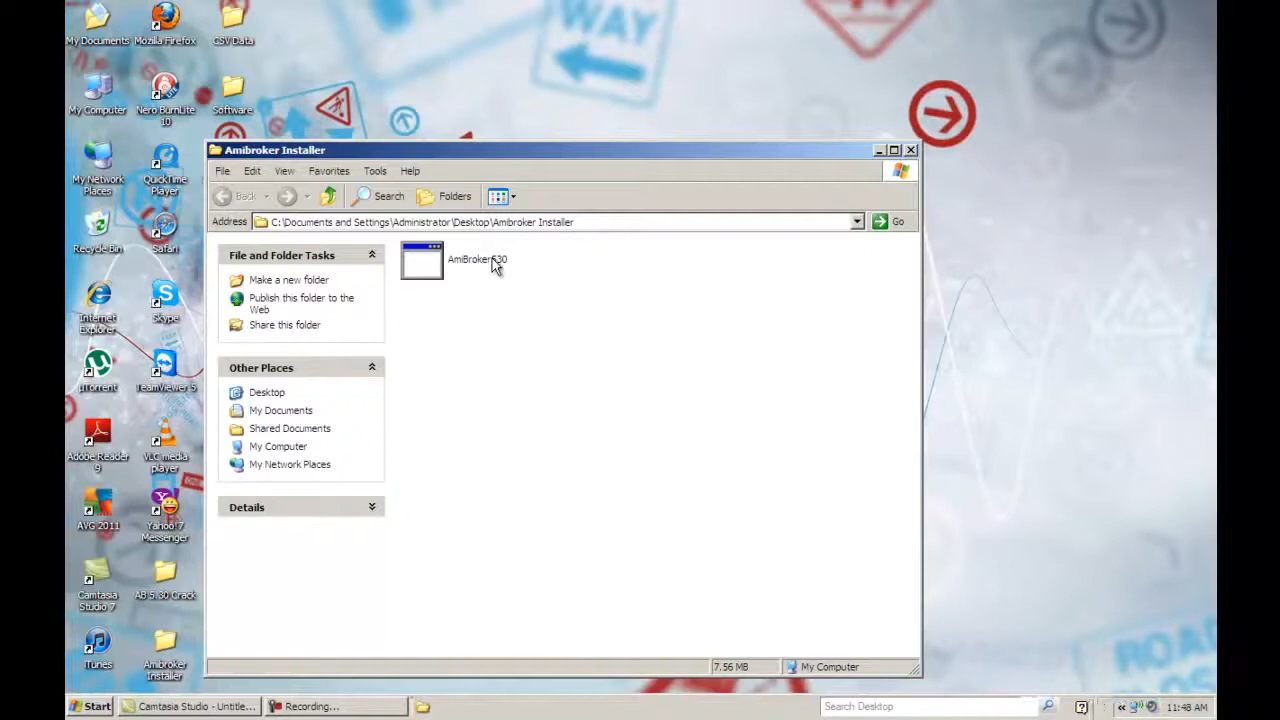 My Documents
Mozilla Firefox
CSV Data
My Computer
Nero BurnLite
10
Software
My Network
Places
QuickTime
Player
Recycle Bin
Safari
Internet
Explorer
Skype
µTorrent
TeamViewer 5
Adobe Reader
9
VLC media
player
AVG 2011
Yahoo!7
Messenger
Camtasia
Studio 7
AB 5.30 Crack
iTunes
Amibroker
Installer
WAY
Amibroker Installer
File Edit View Favorites Tools Help
Back Search Folders
Address C:\Documents and Settings\Administrator\Desktop\Amibroker Installer Go
File and Folder Tasks
Make a new folder
Publish this folder to the
Web
Share this folder
Other Places
Desktop
My Documents
Shared Documents
My Computer
My Network Places
Details
AmiBroker530
7.56 MB My Computer
ROAD
Start Camtasia Studio - Untitle... Recording... Search Desktop « 11:48 AM